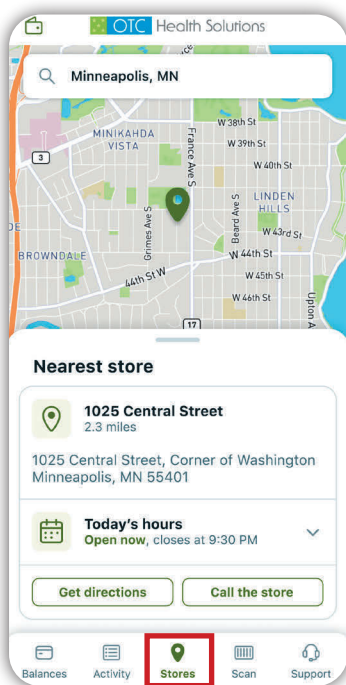 OTC Health Solutions
Minneapolis, MN
W 38th St
MINIKAHDA
VISTA
France Ave S
W 39th St
3
W 40th St
Grimes Ave S
Beard Ave S
LINDEN
HILLS
W 43rd St
DE
BROWNDALE
W 44th St
44th St W
W 45th St
W 46th St
Upton A
17
Nearest store
1025 Central Street
2.3 miles
1025 Central Street, Corner of Washington
Minneapolis, MN 55401
Today's hours
Open now, closes at 9:30 PM
Get directions
Call the store
Balances
Activity
Stores
Scan
Support